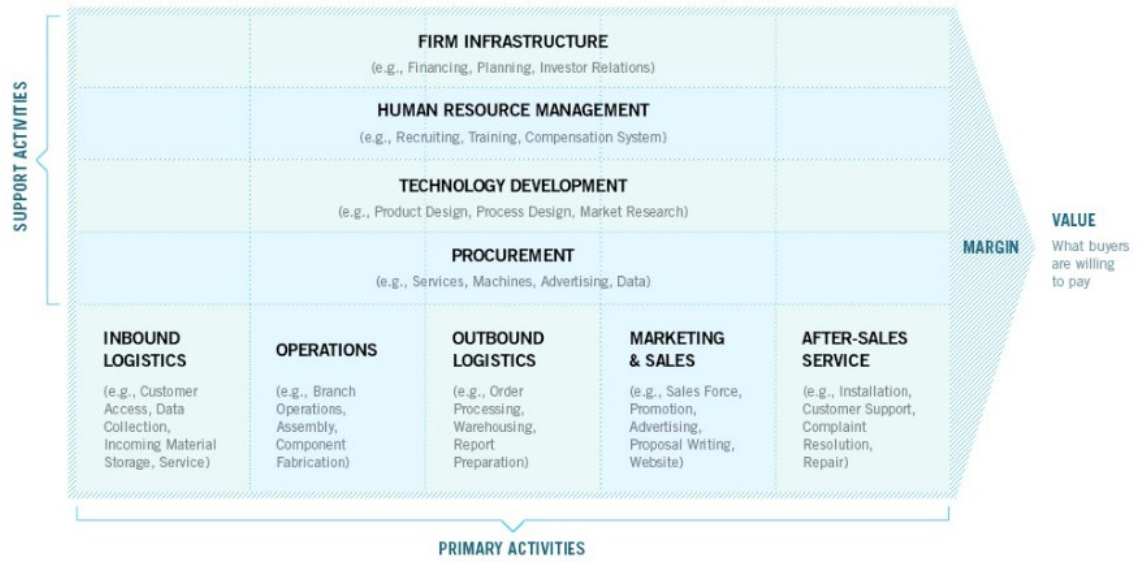 SUPPORT ACTIVITIES
FIRM INFRASTRUCTURE
(e.g., Financing, Planning, Investor Relations)
HUMAN RESOURCE MANAGEMENT
(e.g., Recruiting, Training, Compensation System)
TECHNOLOGY DEVELOPMENT
(e.g., Product Design, Process Design, Market Research)
PROCUREMENT
(e.g., Services, Machines, Advertising, Data)
INBOUND
LOGISTICS
(e.g., Customer
Access, Data
Collection,
Incoming Material
Storage, Service)
OPERATIONS
(e.g., Branch
Operations,
Assembly,
Component
Fabrication)
OUTBOUND
LOGISTICS
(e.g., Order
Processing,
Warehousing,
Report
Preparation)
MARKETING
& SALES
(e.g., Sales Force,
Promotion,
Advertising,
Proposal Writing,
Website)
AFTER-SALES
SERVICE
(e.g., Installation,
Customer Support,
Complaint
Resolution,
Repair)
MARGIN
VALUE
What buyers
are willing
to pay
PRIMARY ACTIVITIES